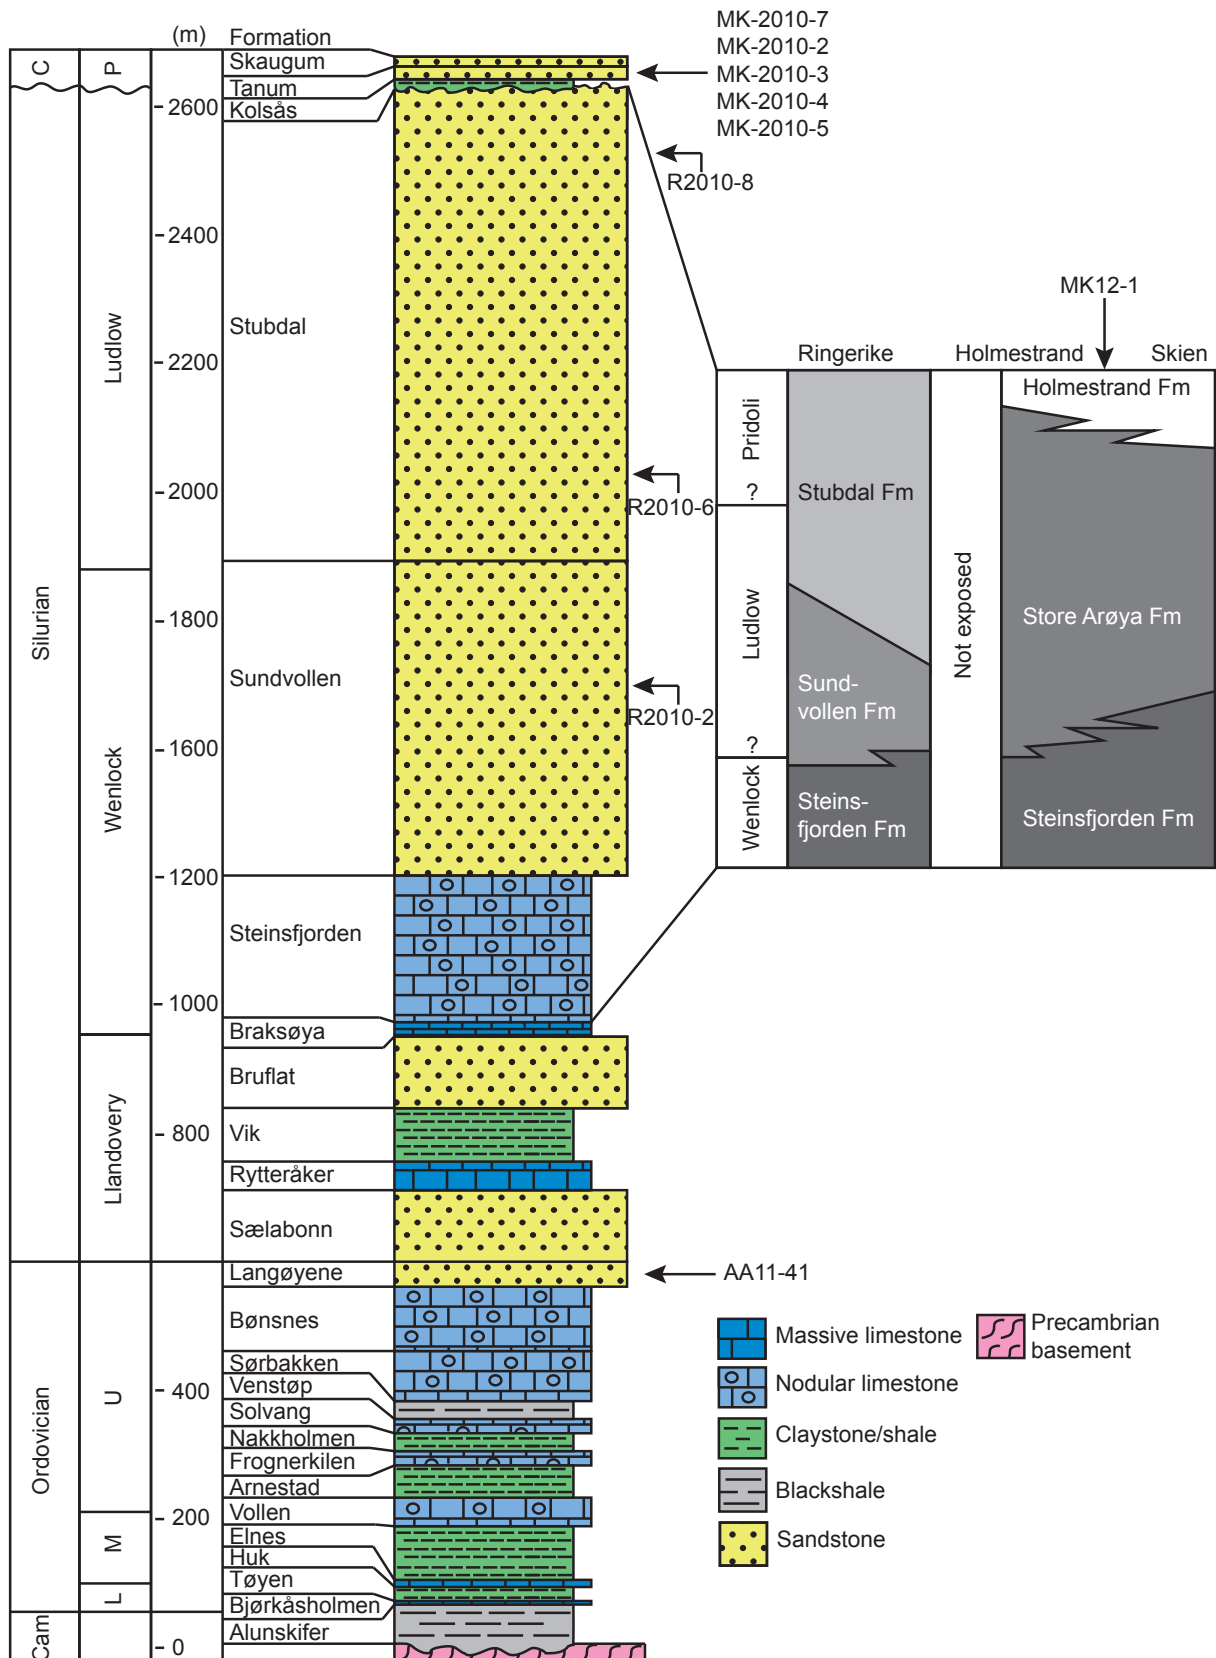 (m)
Formation
C
P
Skaugum
Tanum
Kolsås
MK-2010-7
MK-2010-2
MK-2010-3
MK-2010-4
MK-2010-5
R2010-8
2600
2400
2200
2000
1800
1600
1200
1000
800
400
200
0
Silurian
Ludlow
Wenlock
Llandovery
Stubdal
R2010-6
Sundvollen
R2010-2
Steinsfjorden
Braksøya
Bruflat
Vik
Rytteråker
Sælabonn
Langøyene
AA11-41
Ordovician
U
M
L
Cam
Bønsnes
Sørbakken
Venstøp
Solvang
Nakkholmen
Frognerkilen
Arnestad
Vollen
Elnes
Huk
Tøyen
Bjørkåsholmen
Alunskifer
MK12-1
Ringerike
Holmestrand
Skien
Pridoli
?
Ludlow
?
Wenlock
Stubdal Fm
Sund-
vollen Fm
Steins-
fjorden Fm
Not exposed
Holmestrand Fm
Store Arøya Fm
Steinsfjorden Fm
Massive limestone
Nodular limestone
Claystone/shale
Blackshale
Sandstone
Precambrian
basement